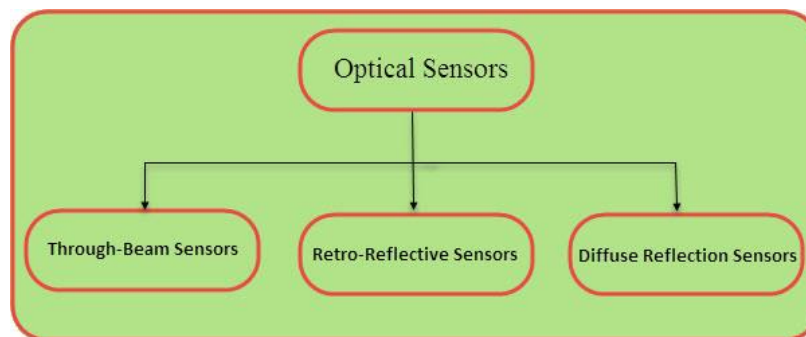 Optical Sensors
Through-Beam Sensors
Retro-Reflective Sensors
Diffuse Reflection Sensors